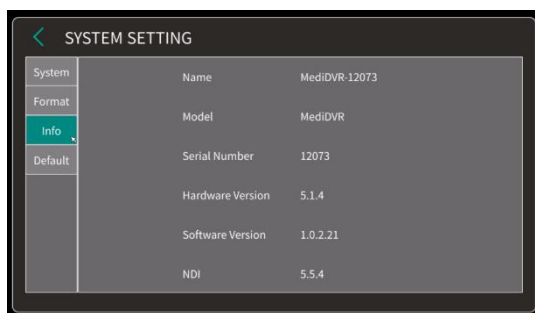 SYSTEM SETTING
System
Format
Info
Default
Name MediDVR-12073
Model MediDVR
Serial Number 12073
Hardware Version 5.1.4
Software Version 1.0.2.21
NDI 5.5.4